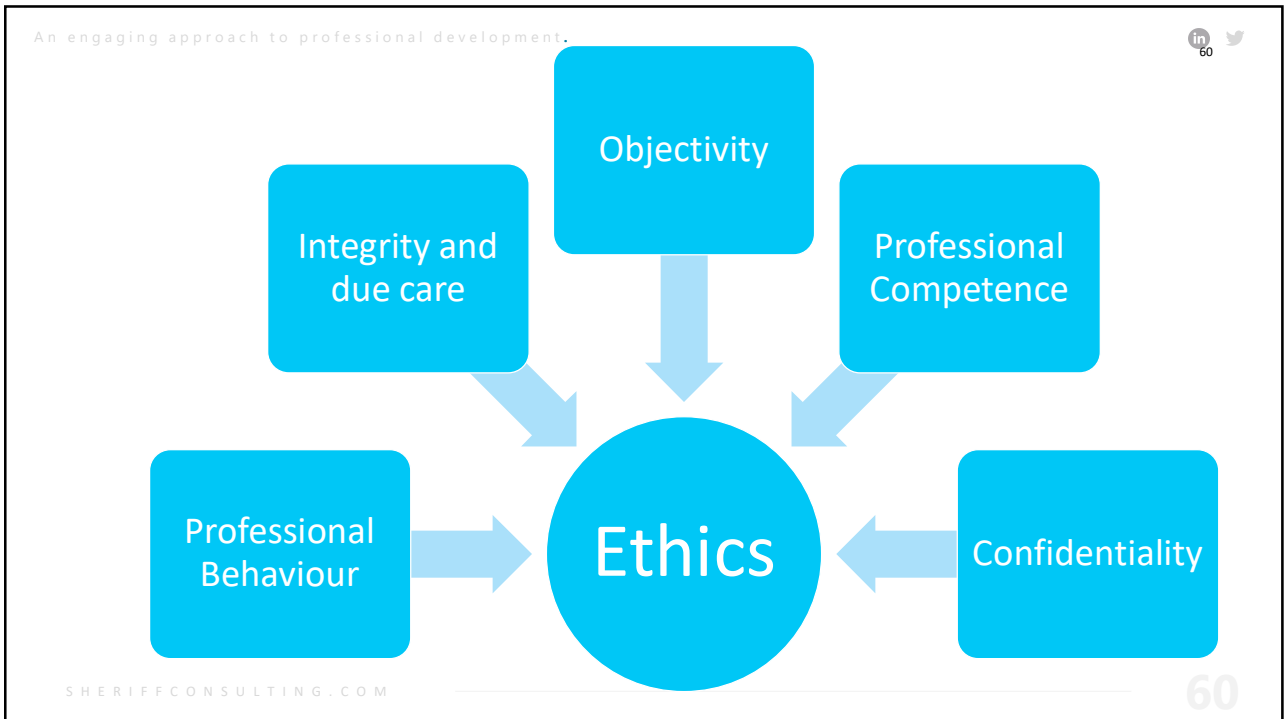 An engaging approach to professional development.
in
60
Objectivity
Integrity and
due care
Professional
Competence
Professional
Behaviour
Ethics
Confidentiality
SHERIFFCONSULTING.COM
60